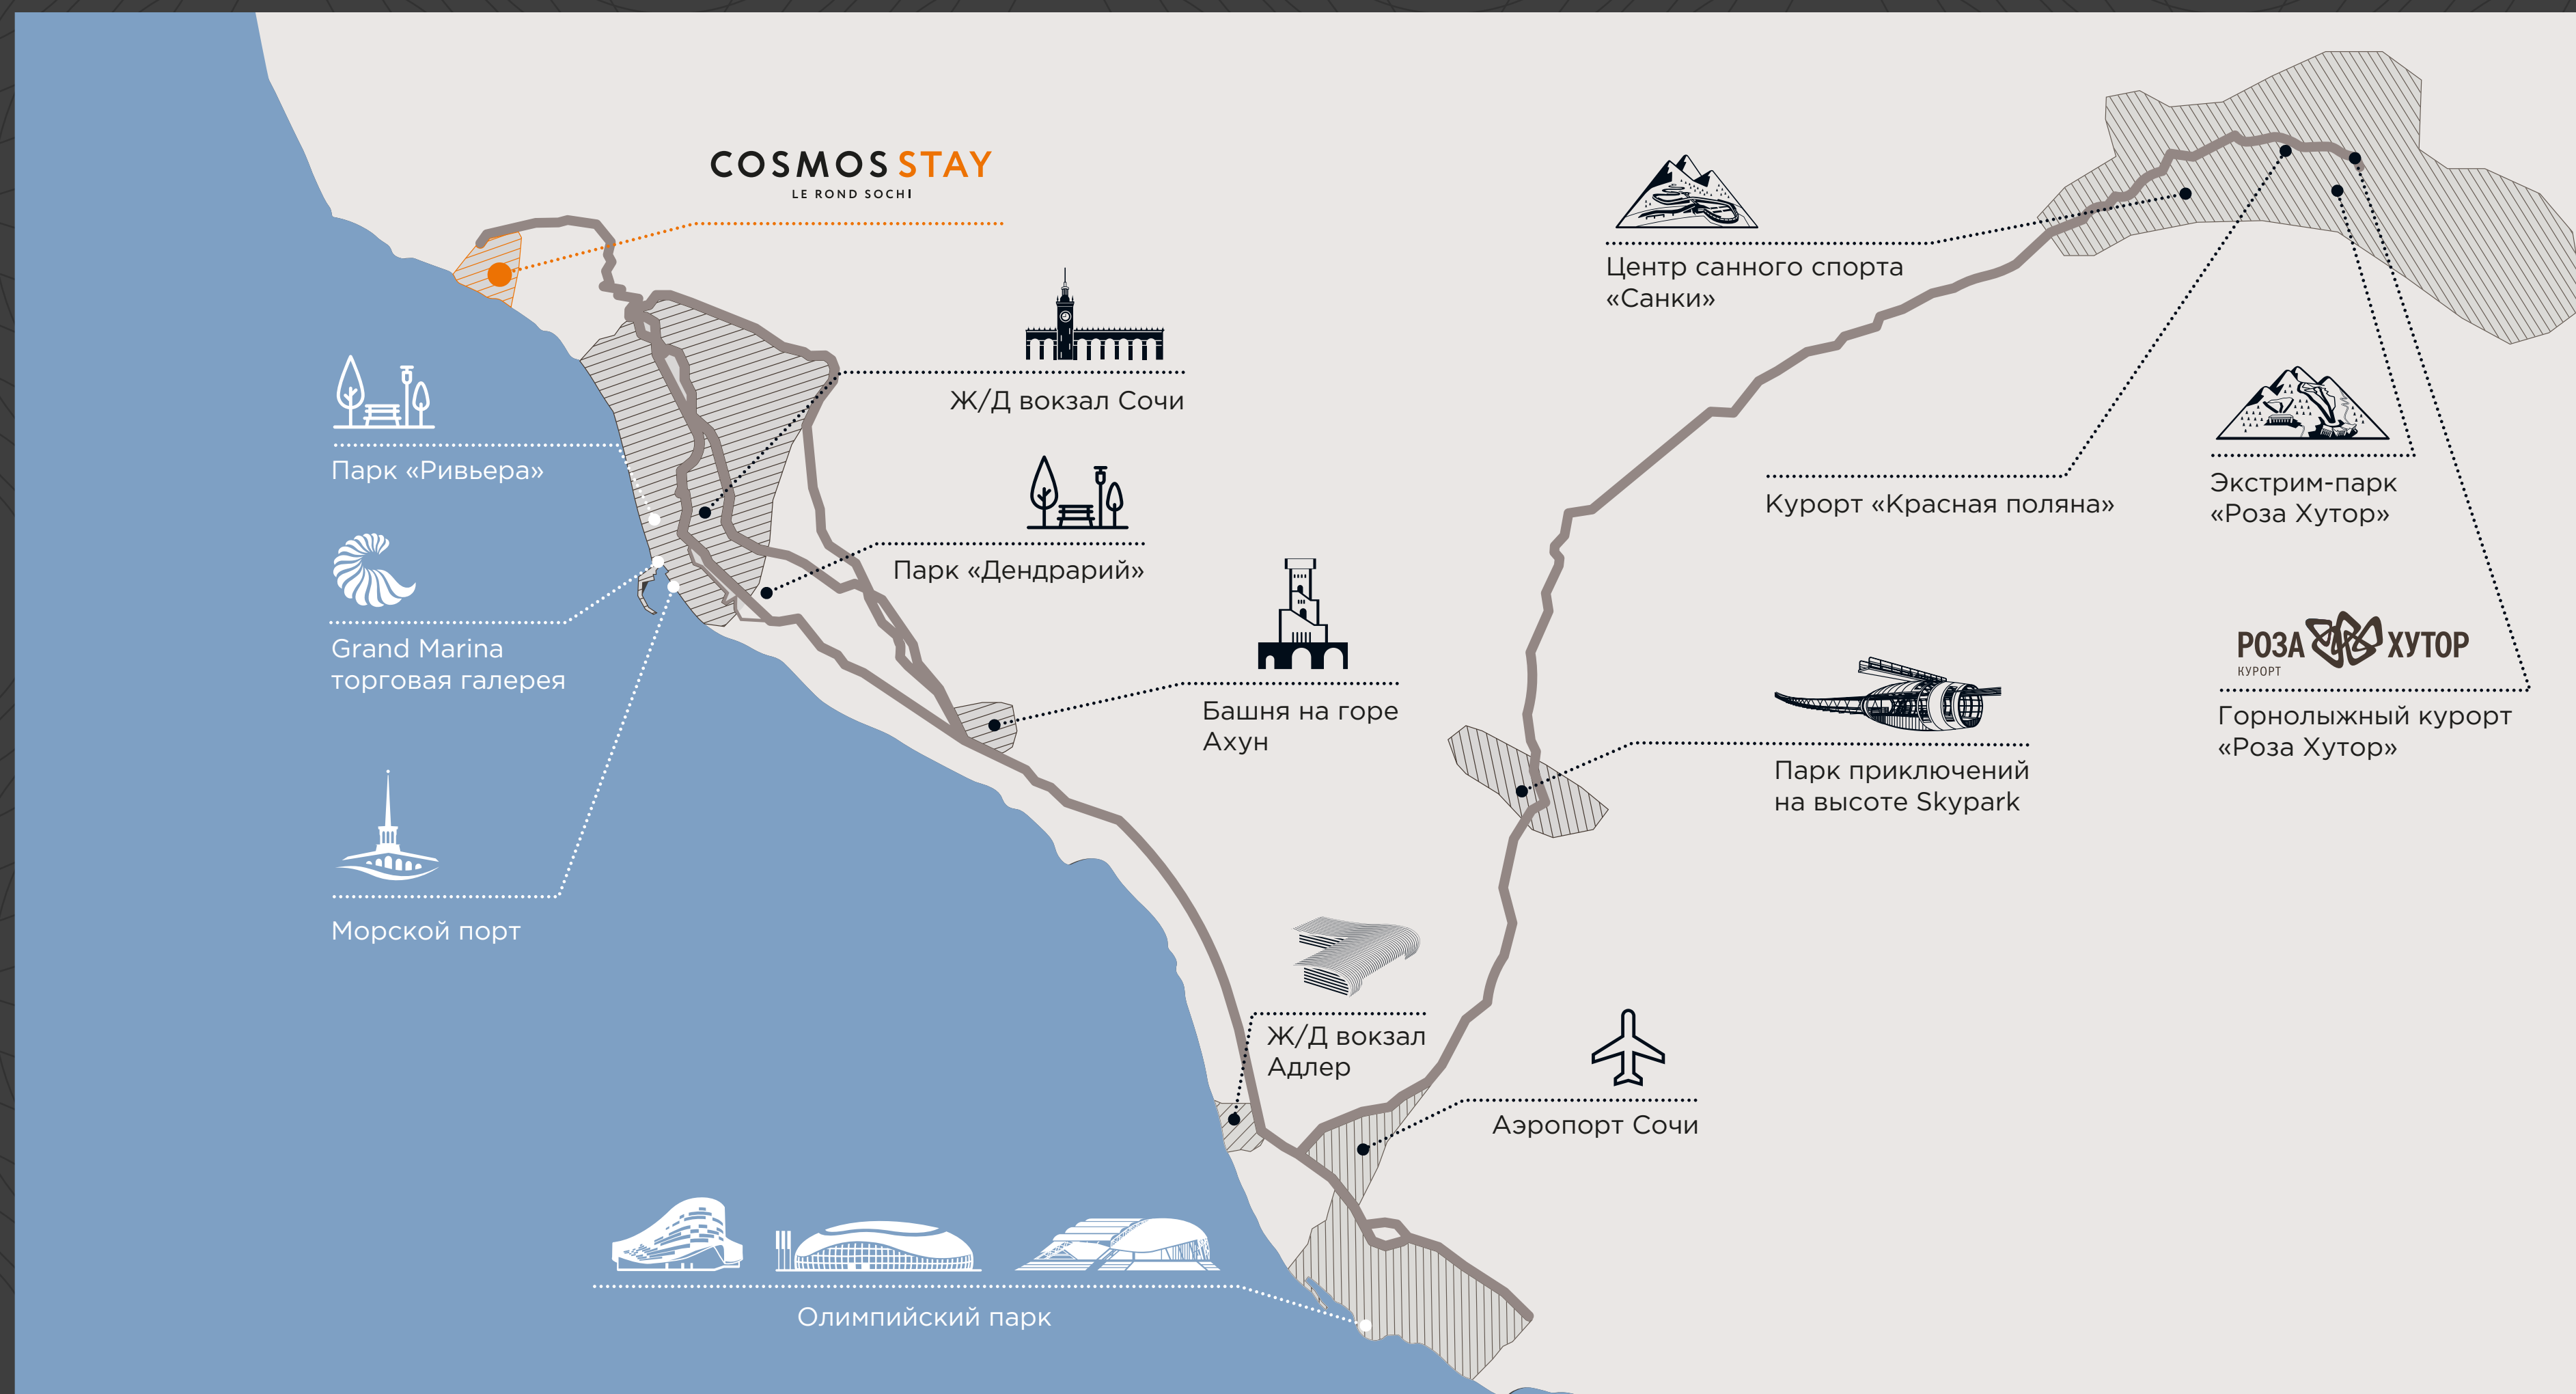 COSMOS STAY
LE ROND SOCHI
Ж/Д вокзал Сочи
Парк «Ривьера»
Парк «Дендрарий»
Grand Marina
торговая галерея
Башня на горе
Ахун
Морской порт
Ж/Д вокзал
Адлер
Аэропорт Сочи
Олимпийский парк
Центр санного спорта
«Санки»
Курорт «Красная поляна»
Экстрим-парк
«Роза Хутор»
РОЗА ХУТОР
КУРОРТ
Горнолыжный курорт
«Роза Хутор»
Парк приключений
на высоте Skypark